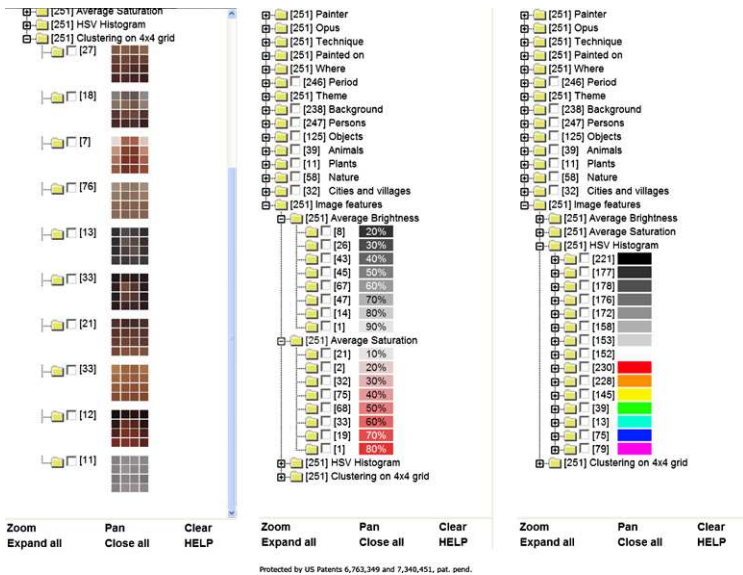 [251] Average Saturation
[251] HSV Histogram
[251] Clustering on 4x4 grid
[27]
[18]
[7]
[76]
[13]
[33]
[21]
[33]
[12]
[11]
Zoom Pan Clear
Expand all Close all HELP
[251] Painter
[251] Opus
[251] Technique
[251] Painted on
[251] Where
[246] Period
[251] Theme
[238] Background
[247] Persons
[125] Objects
[39] Animals
[11] Plants
[58] Nature
[32] Cities and villages
[251] Image features
[251] Average Brightness
[8] 20%
[26] 30%
[43] 40%
[45] 50%
[67] 60%
[47] 70%
[14] 80%
[1] 90%
[251] Average Saturation
[21] 10%
[2] 20%
[32] 30%
[75] 40%
[68] 50%
[33] 60%
[19] 70%
[1] 80%
[251] HSV Histogram
[251] Clustering on 4x4 grid
Zoom Pan Clear
Expand all Close all HELP
[251] Painter
[251] Opus
[251] Technique
[251] Painted on
[251] Where
[246] Period
[251] Theme
[238] Background
[247] Persons
[125] Objects
[39] Animals
[11] Plants
[58] Nature
[32] Cities and villages
[251] Image features
[251] Average Brightness
[251] Average Saturation
[251] HSV Histogram
[221]
[177]
[178]
[176]
[172]
[158]
[153]
[152]
[230]
[228]
[145]
[39]
[13]
[75]
[79]
[251] Clustering on 4x4 grid
Zoom Pan Clear
Expand all Close all HELP
Protected by US Patents 6,763,349 and 7,340,451, pat. pend.